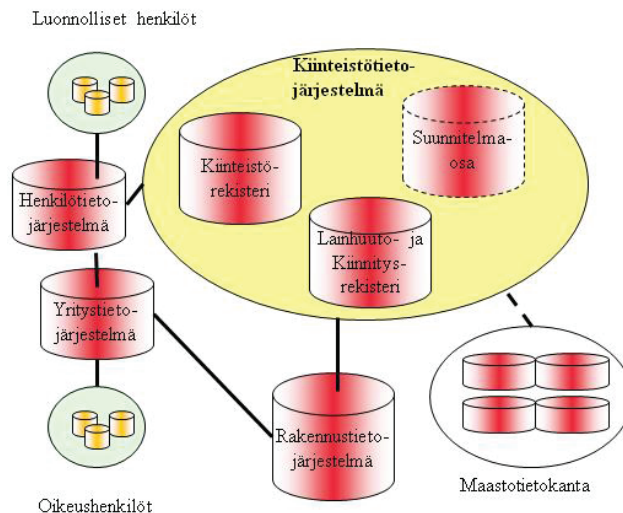 Luonnolliset henkilöt
Kiinteistötieto-
järjestelmä
Suunnitelma-
osa
Kiinteistö-
rekisteri
Henkilötieto-
järjestelmä
Lainhuuto- ja
Kiinnitys-
rekisteri
Yritystieto-
järjestelmä
Rakennustieto-
järjestelmä
Maastotietokanta
Oikeushenkilöt